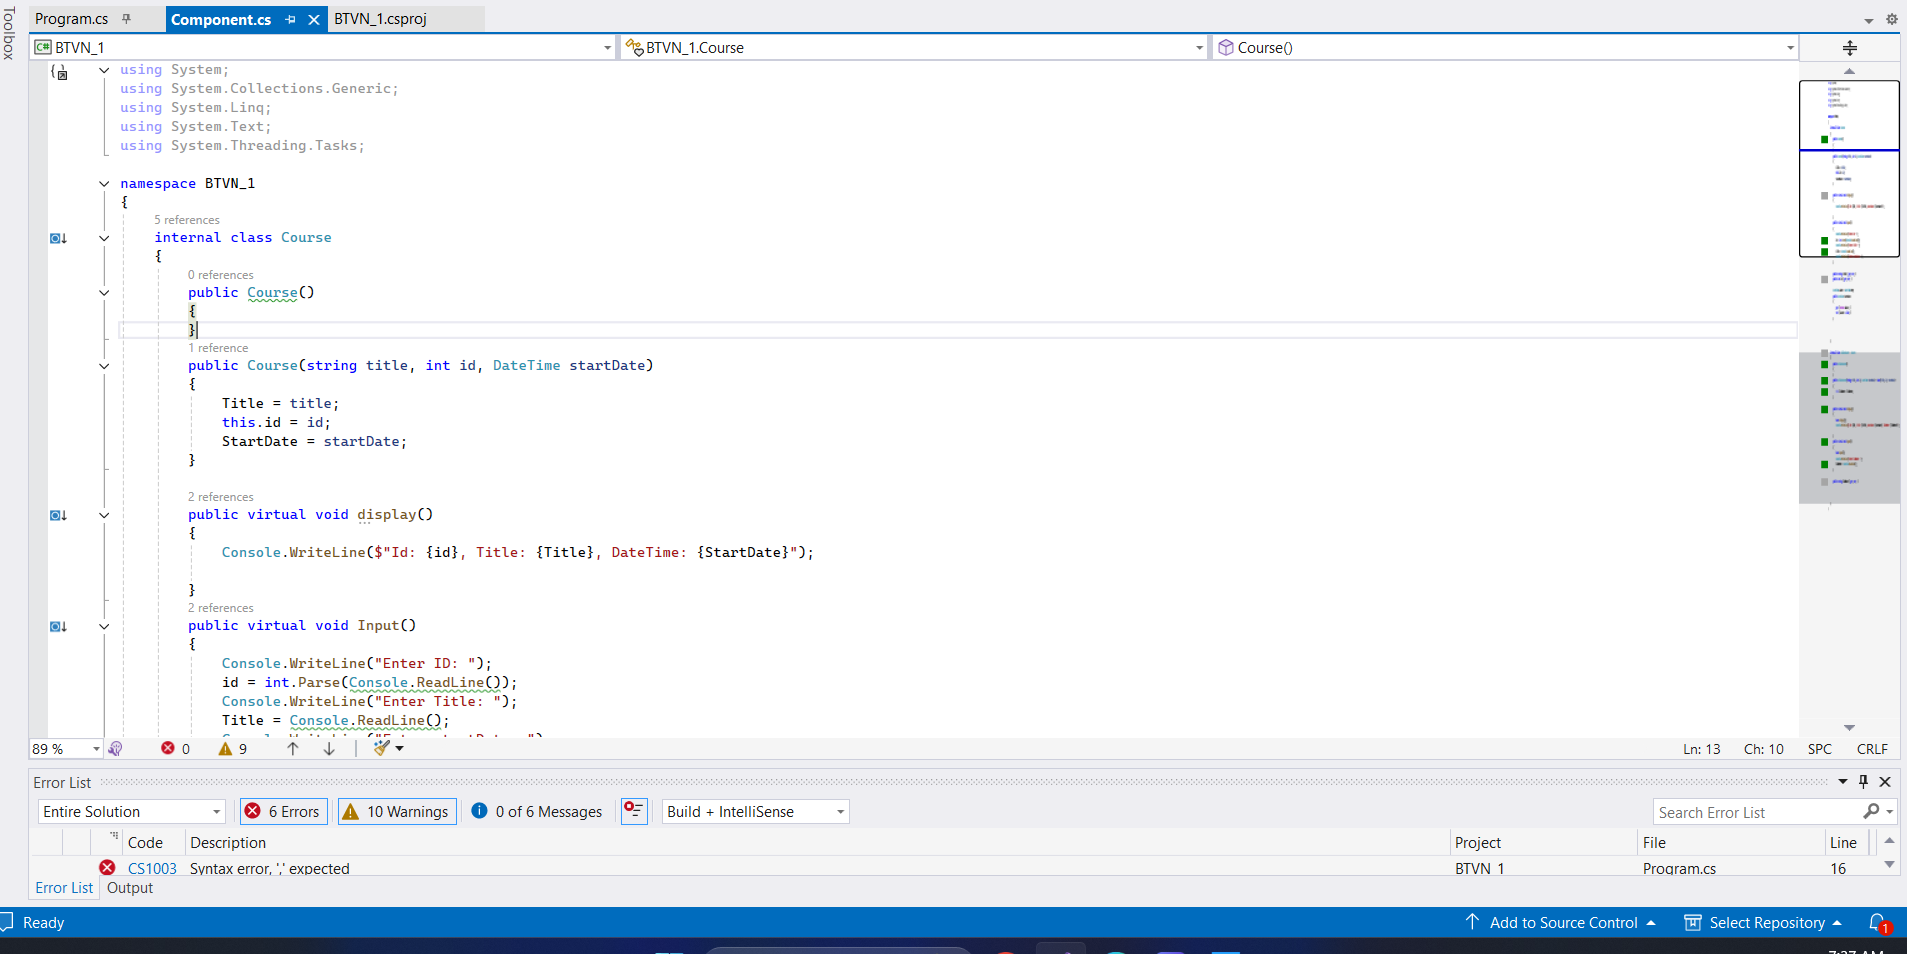 Toolbox
Program.cs
Component.cs
BTVN_1.csproj
C# BTVN_1
BTVN_1.Course
Course()
using System;
using System.Collections.Generic;
using System.Linq;
using System.Text;
using System.Threading.Tasks;
namespace BTVN_1
{
5 references
internal class Course
{
0 references
public Course()
{
}
1 reference
public Course(string title, int id, DateTime startDate)
{
Title = title;
this.id = id;
StartDate = startDate;
}
2 references
public virtual void display()
{
Console.WriteLine($"Id: {id}, Title: {Title}, DateTime: {StartDate}");
}
2 references
public virtual void Input()
{
Console.WriteLine("Enter ID: ");
id = int.Parse(Console.ReadLine());
Console.WriteLine("Enter Title: ");
Title = Console.ReadLine();
89 %
0
9
Ln: 13
Ch: 10
SPC
CRLF
Error List
Entire Solution
6 Errors
10 Warnings
0 of 6 Messages
Build + IntelliSense
Search Error List
Code
Description
Project
File
Line
CS1003
Syntax error, ',' expected
BTVN_1
Program.cs
16
Error List
Output
Ready
Add to Source Control
Select Repository
1